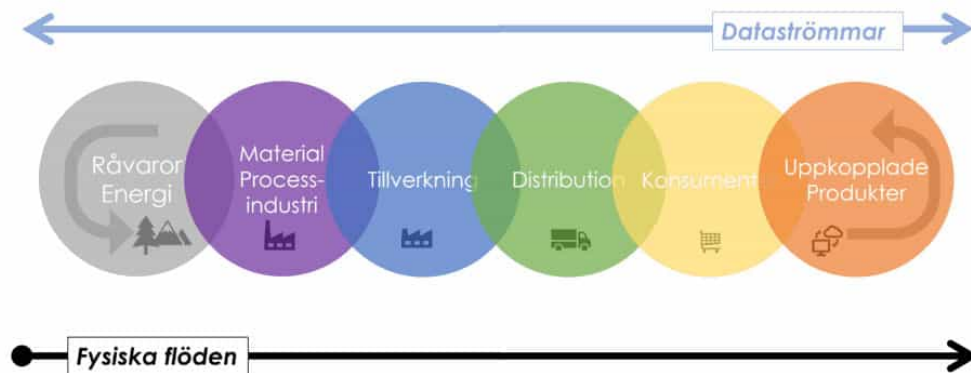 Dataströmmar
Råvaror
Energi
Material
Process-
industri
Tillverkning
Distribution
Konsument
Uppkopplade
Produkter
Fysiska flöden